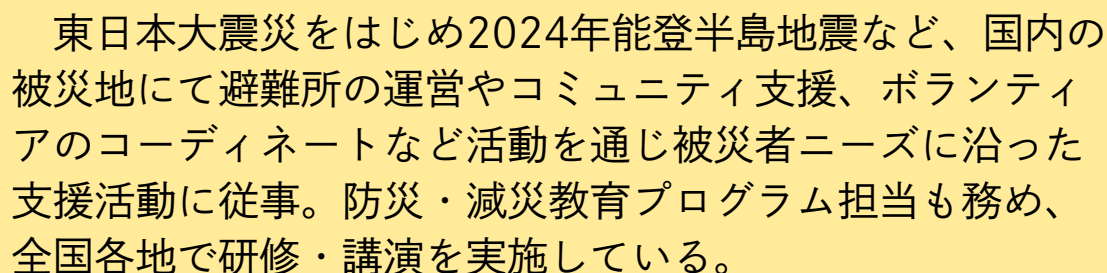 東日本大震災をはじめ2024年能登半島地震など、国内の
被災地にて避難所の運営やコミュニティ支援、ボランティ
アのコーディネートなど活動を通じ被災者ニーズに沿った
支援活動に従事。防災・減災教育プログラム担当も務め、
全国各地で研修・講演を実施している。